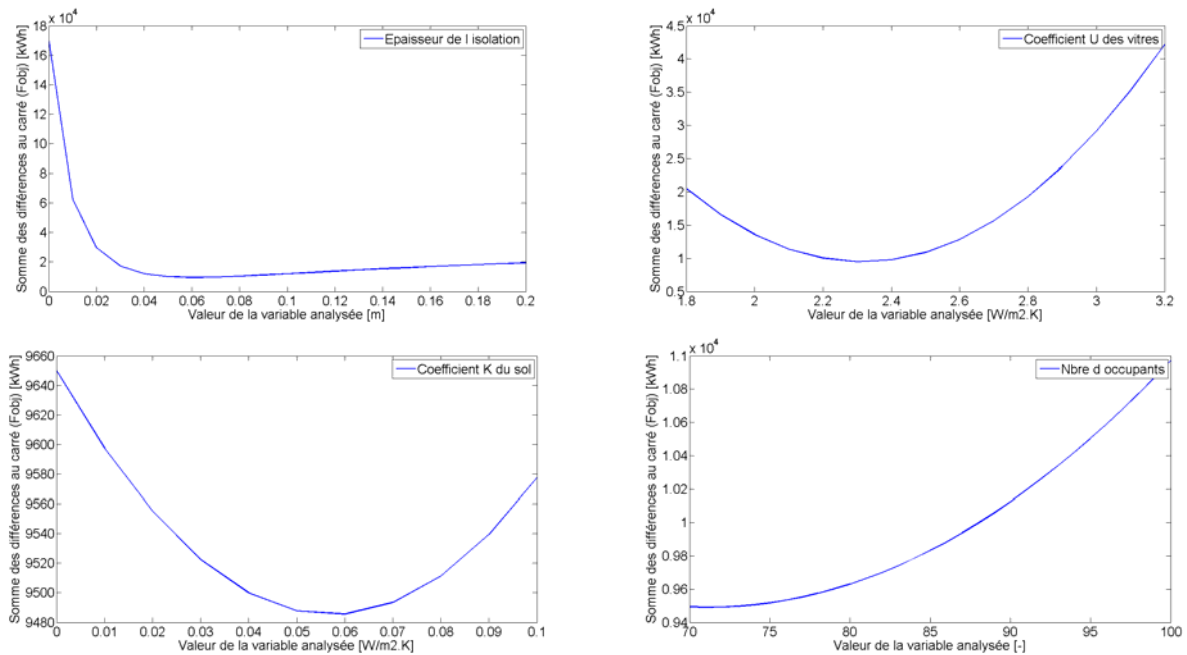 x 10⁴
18
16
14
12
10
8
6
4
2
0
Somme des différences au carré (Fobj) [kWh]
Epaisseur de l isolation
0 0.02 0.04 0.06 0.08 0.1 0.12 0.14 0.16 0.18 0.2
Valeur de la variable analysée [m]
x 10⁴
4.5
4
3.5
3
2.5
2
1.5
1
0.5
Somme des différences au carré (Fobj) [kWh]
Coefficient U des vitres
1.8 2 2.2 2.4 2.6 2.8 3 3.2
Valeur de la variable analysée [W/m2.K]
9660
9640
9620
9600
9580
9560
9540
9520
9500
9480
Somme des différences au carré (Fobj) [kWh]
Coefficient K du sol
0 0.01 0.02 0.03 0.04 0.05 0.06 0.07 0.08 0.09 0.1
Valeur de la variable analysée [W/m2.K]
x 10⁴
1.1
1.08
1.06
1.04
1.02
1
0.98
0.96
0.94
Somme des différences au carré (Fobj) [kWh]
Nbre d occupants
70 75 80 85 90 95 100
Valeur de la variable analysée [-]